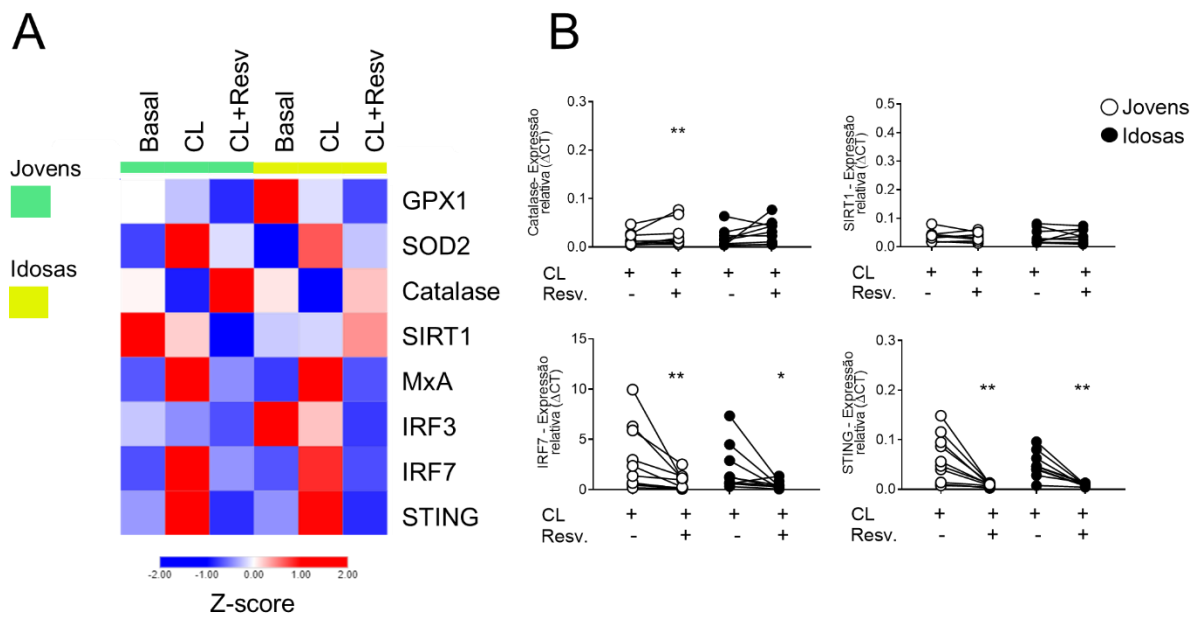 A
Basal CL CL+Resv Basal CL CL+Resv
Jovens
Idosas
GPX1
SOD2
Catalase
SIRT1
MxA
IRF3
IRF7
STING
-2.00 -1.00 0.00 1.00 2.00
Z-score
B
Catalase- Expressão
relativa (ΔCT)
0.3
0.2
0.1
0.0
**
CL + + + +
Resv. - + - +
SIRT1 - Expressão
relativa (ΔCT)
0.5
0.4
0.3
0.2
0.1
0.0
CL + + + +
Resv. - + - +
Jovens
Idosas
IRF7 - Expressão
relativa (ΔCT)
15
10
5
0
** *
CL + + + +
Resv. - + - +
STING - Expressão
relativa (ΔCT)
0.3
0.2
0.1
0.0
** **
CL + + + +
Resv. - + - +